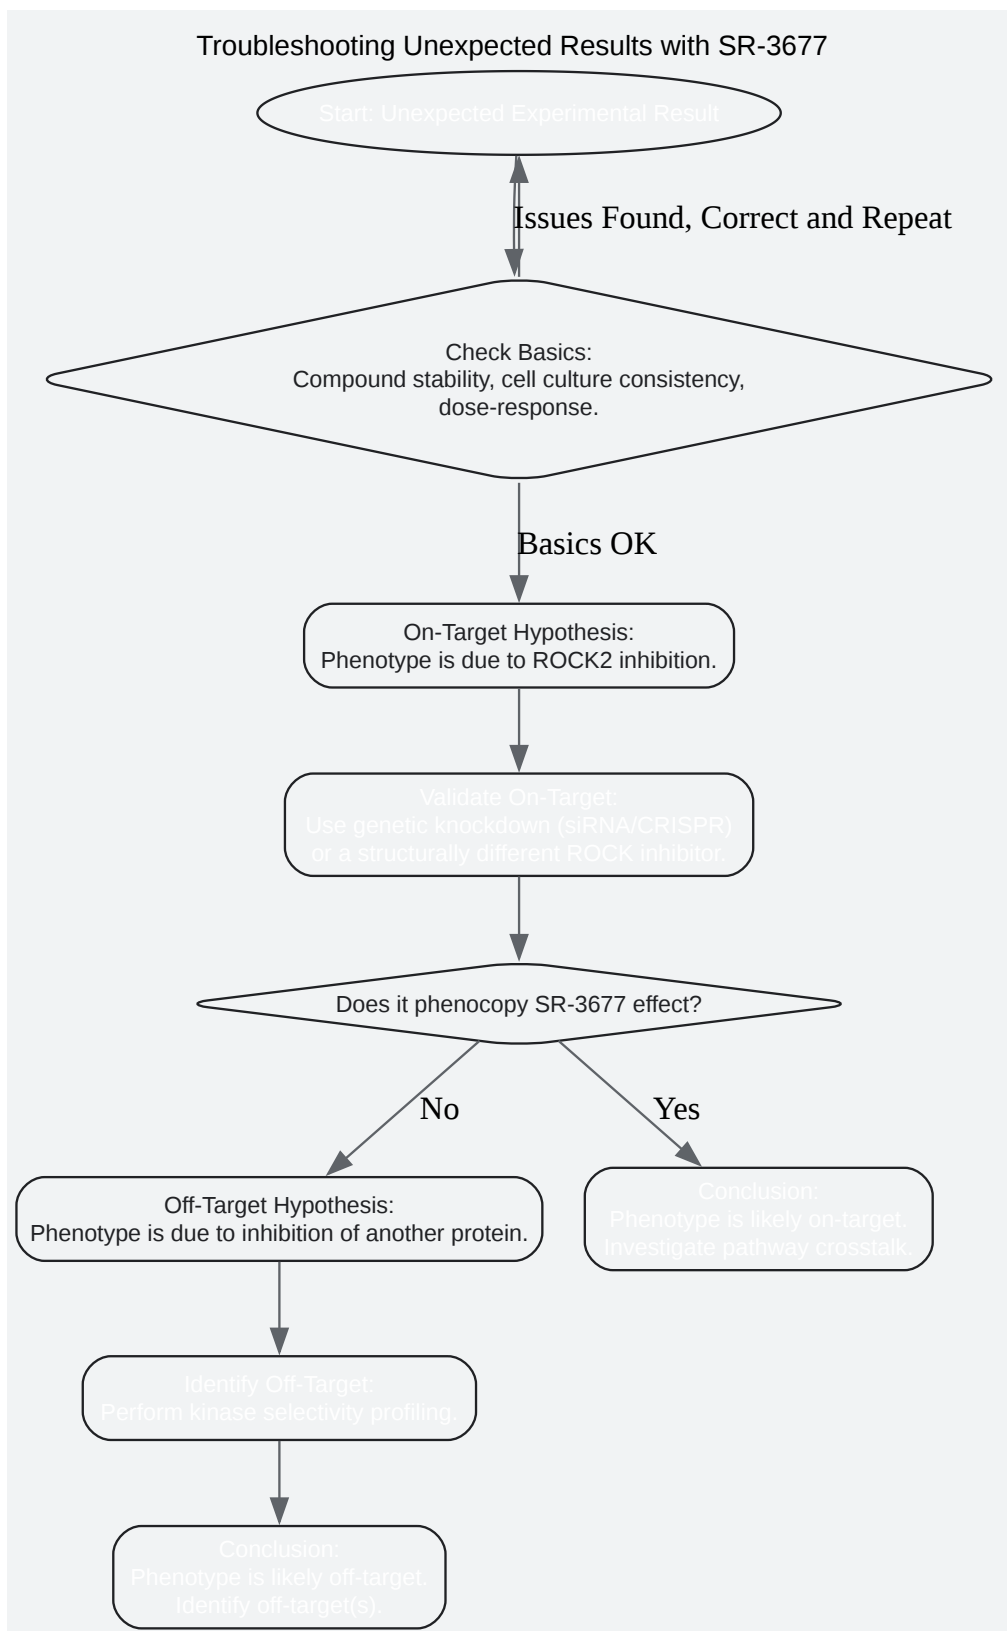 Troubleshooting Unexpected Results with SR-3677
Start: Unexpected Experimental Result
Issues Found, Correct and Repeat
Check Basics:
Compound stability, cell culture consistency,
dose-response.
Basics OK
On-Target Hypothesis:
Phenotype is due to ROCK2 inhibition.
Validate On-Target:
Use genetic knockdown (siRNA/CRISPR)
or a structurally different ROCK inhibitor.
Does it phenocopy SR-3677 effect?
No
Yes
Off-Target Hypothesis:
Phenotype is due to inhibition of another protein.
Conclusion:
Phenotype is likely on-target.
Investigate pathway crosstalk.
Identify Off-Target:
Perform kinase selectivity profiling.
Conclusion:
Phenotype is likely off-target.
Identify off-target(s).